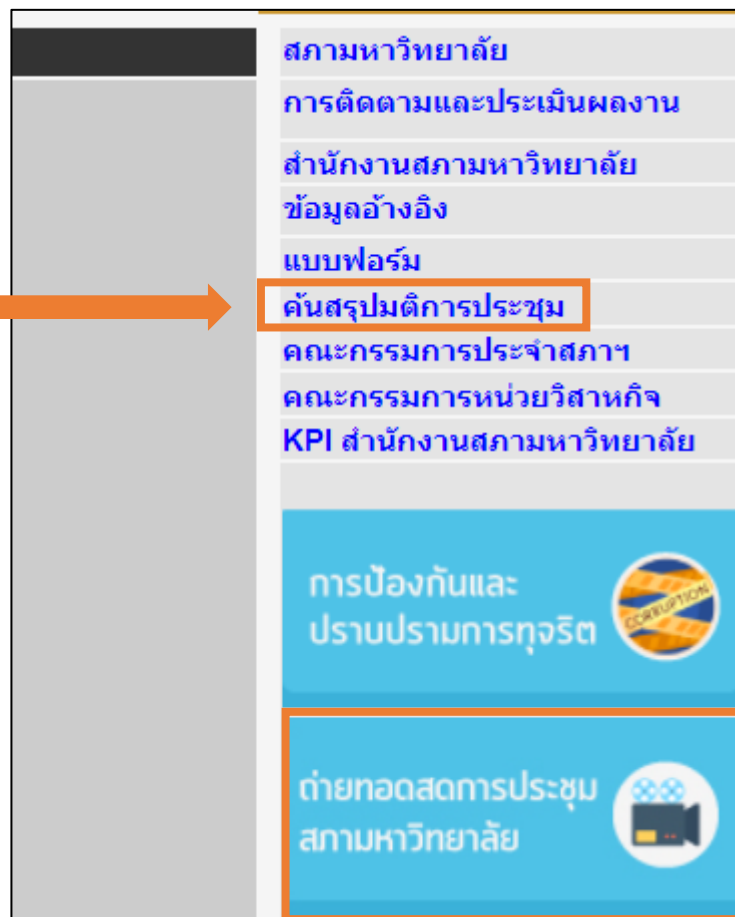 สภามหาวิทยาลัย
การติดตามและประเมินผลงาน
สำนักงานสภามหาวิทยาลัย
ข้อมูลอ้างอิง
แบบฟอร์ม
ค้นสรุปมติการประชุม
คณะกรรมการประจำสภาฯ
คณะกรรมการหน่วยวิสาหกิจ
KPI สำนักงานสภามหาวิทยาลัย
การป้องกันและ
ปราบปรามการทุจริต
CORRUPTION
ถ่ายทอดสดการประชุม
สภามหาวิทยาลัย